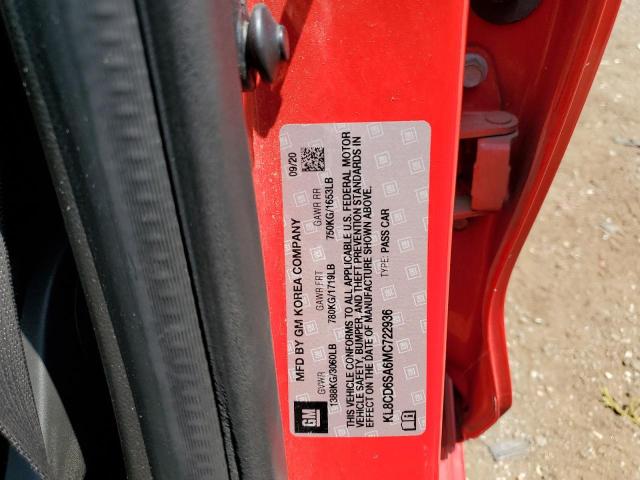 MFD BY GM KOREA COMPANY 09/20
GVWR GAWR FRT GAWR RR
1388KG/3060LB 780KG/1719LB 750KG/1653LB
THIS VEHICLE CONFORMS TO ALL APPLICABLE U.S. FEDERAL MOTOR
VEHICLE SAFETY, BUMPER, AND THEFT PREVENTION STANDARDS IN
EFFECT ON THE DATE OF MANUFACTURE SHOWN ABOVE.
KL8CD6SA6MC722936 TYPE: PASS CAR
GM